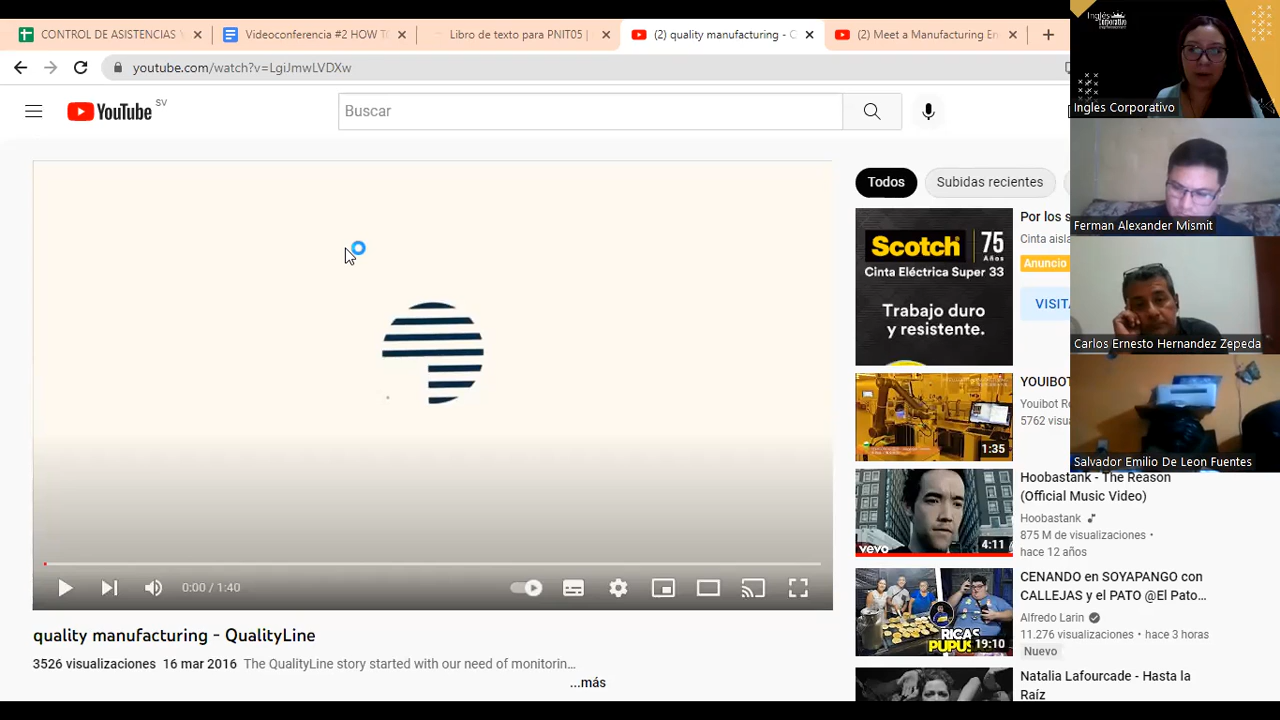 CONTROL DE ASISTENCIAS
Videoconferencia #2 HOW T
Libro de texto para PNIT05 |
(2) quality manufacturing - 
(2) Meet a Manufacturing En
youtube.com/watch?v=LgiJmwLVDXw
YouTube SV
Buscar
Todos
Subidas recientes
Scotch 75
Años
Cinta Eléctrica Super 33
Trabajo duro
y resistente.
Por los s
Cinta aisla
Anuncio
VISITA
YOUIBOT
Youibot Ro
5762 visua
1:35
Hoobastank - The Reason
(Official Music Video)
Hoobastank
875 M de visualizaciones •
hace 12 años
vevo
4:11
CENANDO en SOYAPANGO con
CALLEJAS y el PATO @El Pato...
Alfredo Larin
11.276 visualizaciones • hace 3 horas
Nuevo
RICAS
PUPUS
19:10
Natalia Lafourcade - Hasta la
Raíz
0:00 / 1:40
quality manufacturing - QualityLine
3526 visualizaciones 16 mar 2016 The QualityLine story started with our need of monitorin...
...más
Inglés
Corporativo
Ingles Corporativo
Ferman Alexander Mismit
Carlos Ernesto Hernandez Zepeda
Salvador Emilio De Leon Fuentes